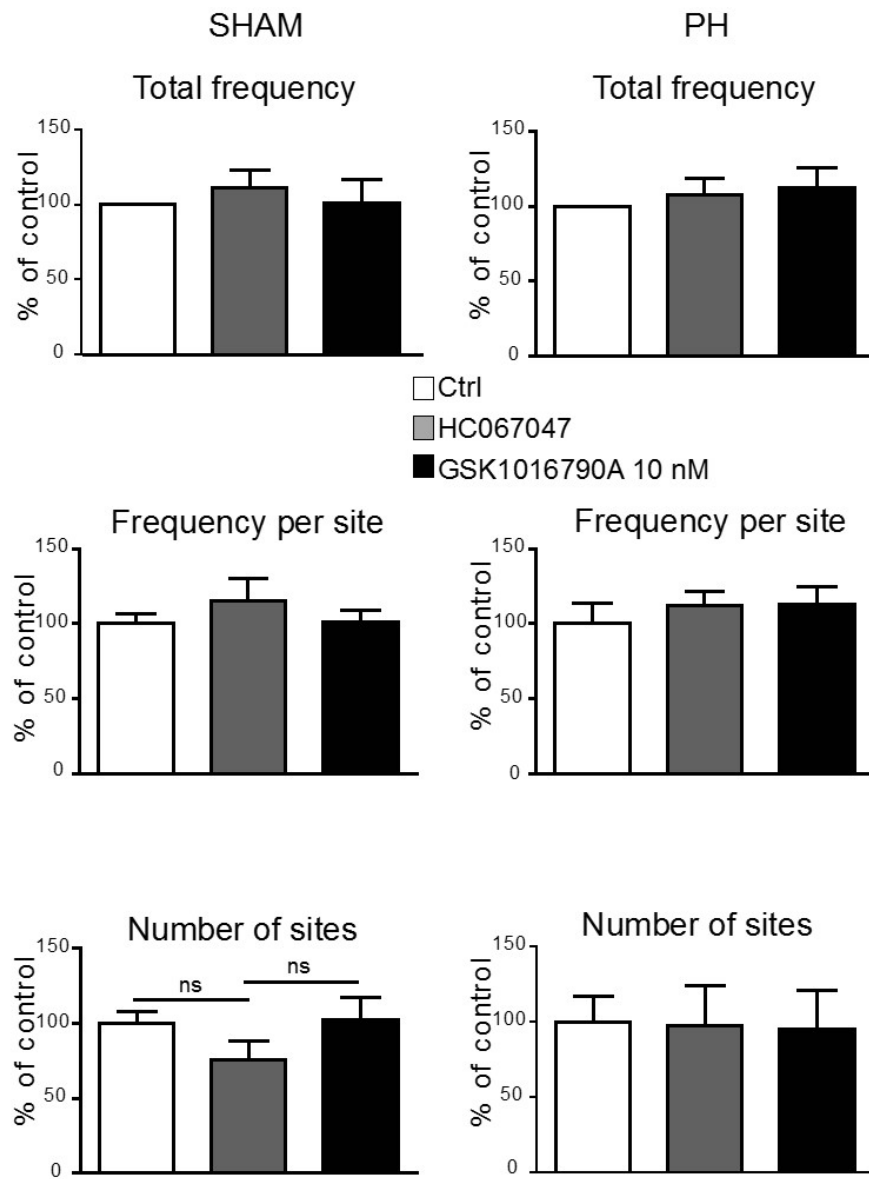 SHAM
PH
Total frequency
% of control
150
100
50
0
Total frequency
% of control
150
100
50
0
Ctrl
HC067047
GSK1016790A 10 nM
Frequency per site
% of control
150
100
50
0
Frequency per site
% of control
150
100
50
0
Number of sites
% of control
150
100
50
0
ns
ns
Number of sites
% of control
150
100
50
0